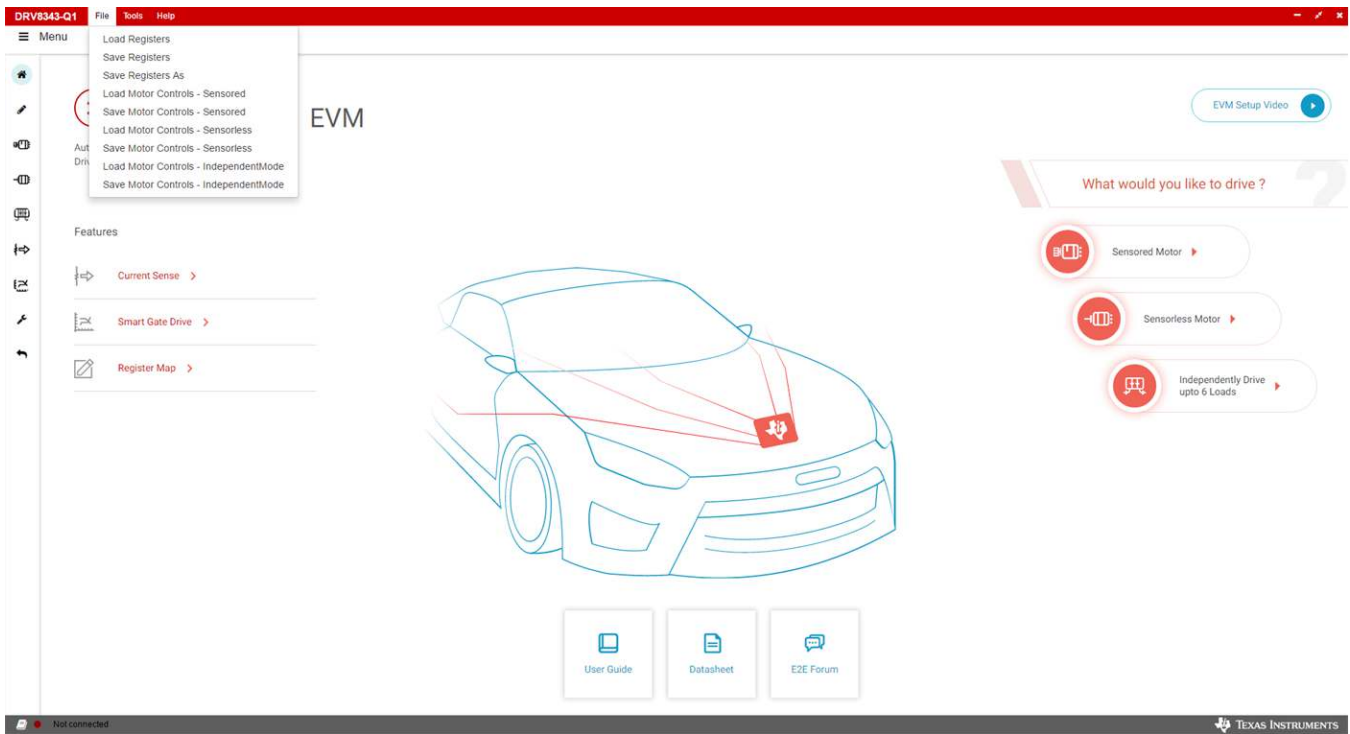 DRV8343-Q1 File Tools Help
Menu
Load Registers
Save Registers
Save Registers As
Load Motor Controls - Sensored
Save Motor Controls - Sensored
Load Motor Controls - Sensorless
Save Motor Controls - Sensorless
Load Motor Controls - IndependentMode
Save Motor Controls - IndependentMode
EVM
Aut
Driv
EVM Setup Video
Features
Current Sense
Smart Gate Drive
Register Map
What would you like to drive ?
Sensored Motor
Sensorless Motor
Independently Drive
upto 6 Loads
User Guide
Datasheet
E2E Forum
Not connected
TEXAS INSTRUMENTS